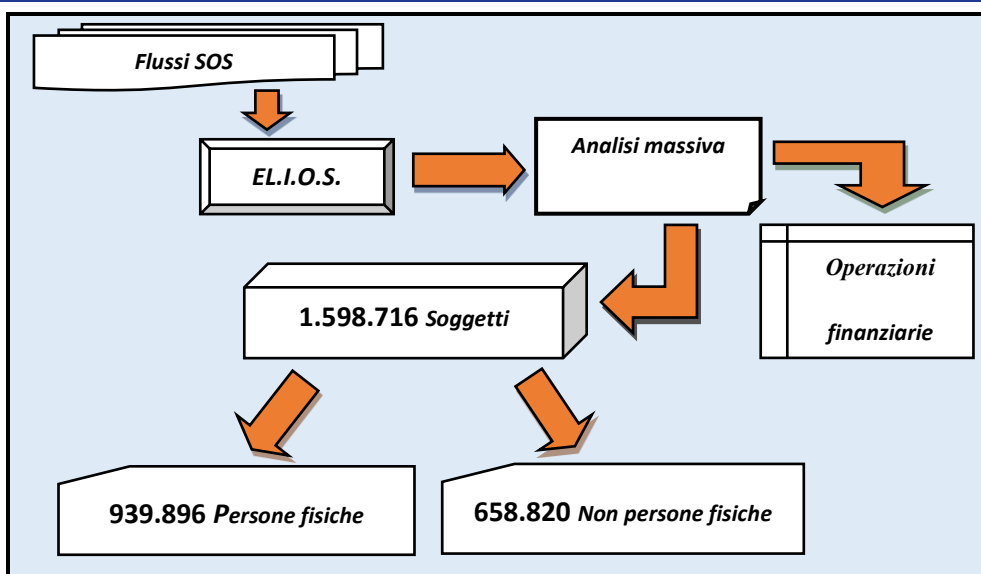 Flussi SOS
EL.I.O.S.
Analisi massiva
Operazioni
finanziarie
1.598.716 Soggetti
939.896 Persone fisiche
658.820 Non persone fisiche